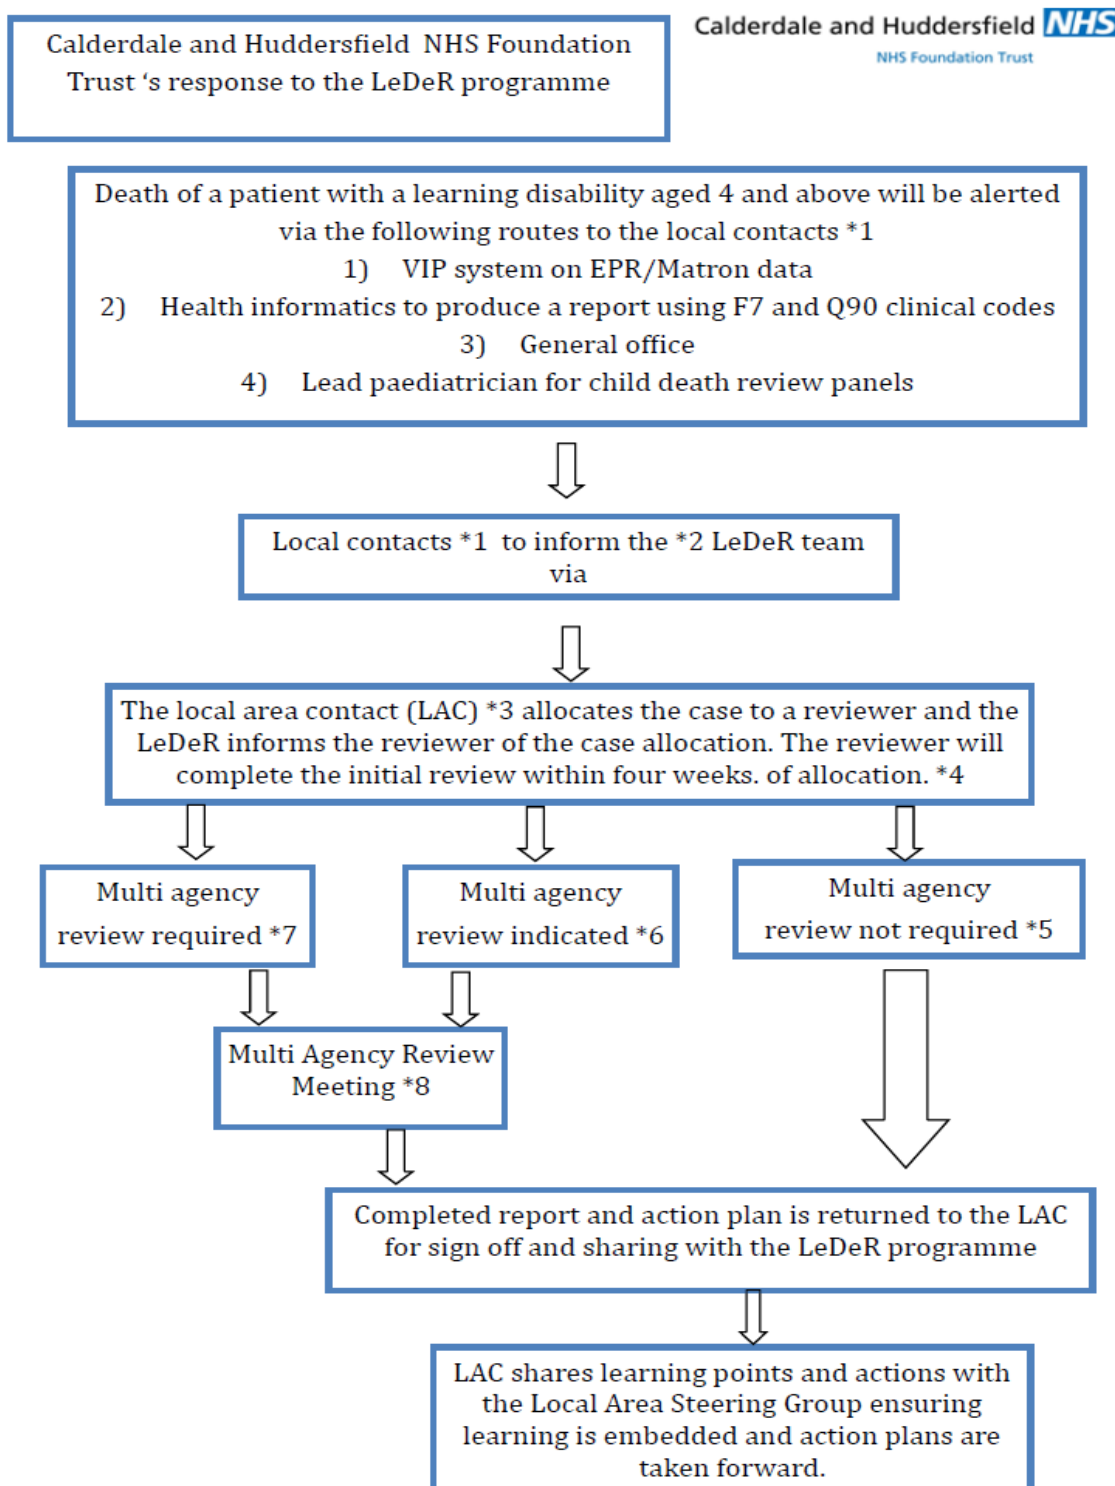 Calderdale and Huddersfield NHS Foundation
Trust ‘s response to the LeDeR programme
Calderdale and Huddersfield NHS
NHS Foundation Trust
Death of a patient with a learning disability aged 4 and above will be alerted
via the following routes to the local contacts *1
1) VIP system on EPR/Matron data
2) Health informatics to produce a report using F7 and Q90 clinical codes
3) General office
4) Lead paediatrician for child death review panels
Local contacts *1 to inform the *2 LeDeR team
via
The local area contact (LAC) *3 allocates the case to a reviewer and the
LeDeR informs the reviewer of the case allocation. The reviewer will
complete the initial review within four weeks. of allocation. *4
Multi agency
review required *7
Multi agency
review indicated *6
Multi agency
review not required *5
Multi Agency Review
Meeting *8
Completed report and action plan is returned to the LAC
for sign off and sharing with the LeDeR programme
LAC shares learning points and actions with
the Local Area Steering Group ensuring
learning is embedded and action plans are
taken forward.